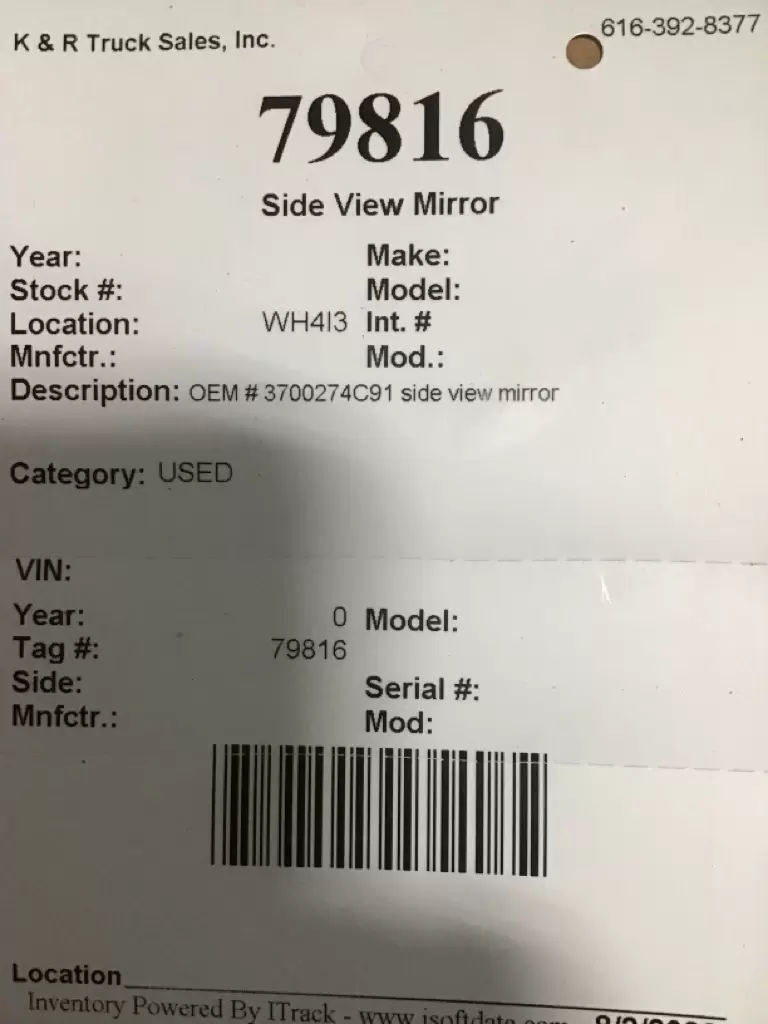 K & R Truck Sales, Inc. 616-392-8377
79816
Side View Mirror
Year: Make:
Stock #: Model:
Location: WH4I3 Int. #
Mnfctr.: Mod.:
Description: OEM # 3700274C91 side view mirror
Category: USED
VIN:
Year: 0 Model:
Tag #: 79816
Side: Serial #:
Mnfctr.: Mod:
Location
Inventory Powered By ITrack - www.isoftdata.com